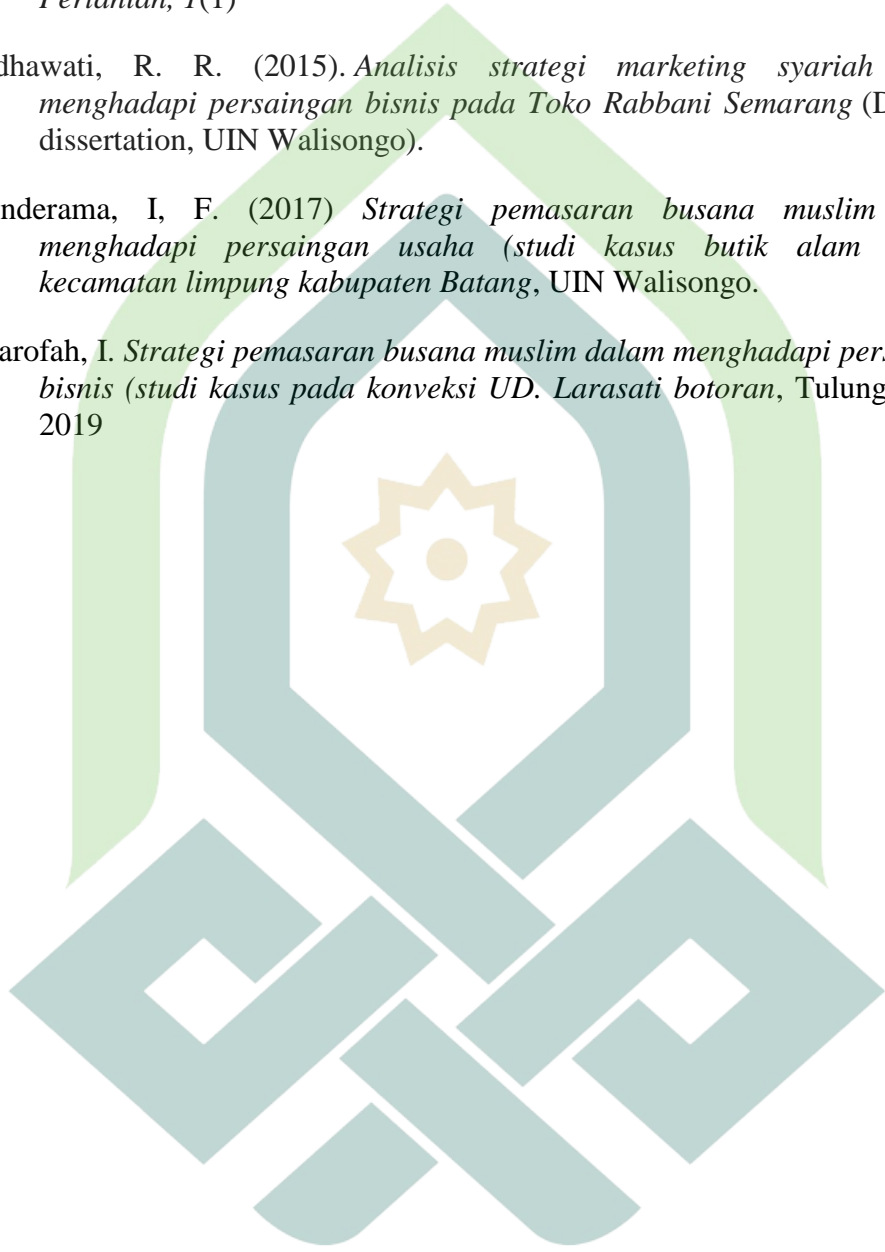 Pertanian, 1(1)
dhawati, R. R. (2015). Analisis strategi marketing syariah
menghadapi persaingan bisnis pada Toko Rabbani Semarang (D
dissertation, UIN Walisongo).
nderama, I, F. (2017) Strategi pemasaran busana muslim
menghadapi persaingan usaha (studi kasus butik alam
kecamatan limpung kabupaten Batang, UIN Walisongo.
arofah, I. Strategi pemasaran busana muslim dalam menghadapi pers
bisnis (studi kasus pada konveksi UD. Larasati botoran, Tulung
2019